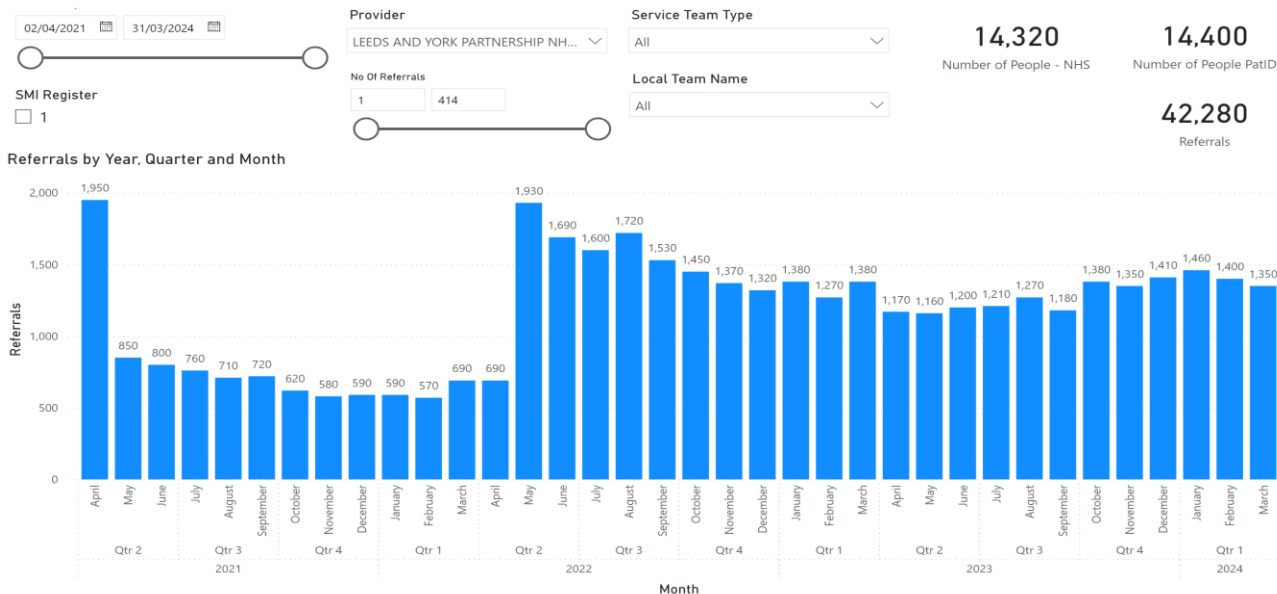 02/04/2021 31/03/2024
SMI Register
1
Provider
LEEDS AND YORK PARTNERSHIP NH...
No Of Referrals
1 414
Service Team Type
All
Local Team Name
All
14,320
Number of People - NHS
14,400
Number of People PatID
42,280
Referrals
Referrals by Year, Quarter and Month
Referrals
2,000
1,500
1,000
500
0
1,950 850 800 760 710 720 620 580 590 590 570 690 690 1,930 1,690 1,600 1,720 1,530 1,450 1,370 1,320 1,380 1,270 1,380 1,170 1,160 1,200 1,210 1,270 1,180 1,380 1,350 1,410 1,460 1,400 1,350
April May June July August September October November December January February March April May June July August September October November December January February March April May June July August September October November December January February March
Qtr 2 Qtr 3 Qtr 4 Qtr 1 Qtr 2 Qtr 3 Qtr 4 Qtr 1 Qtr 2 Qtr 3 Qtr 4 Qtr 1
2021 2022 2023 2024
Month